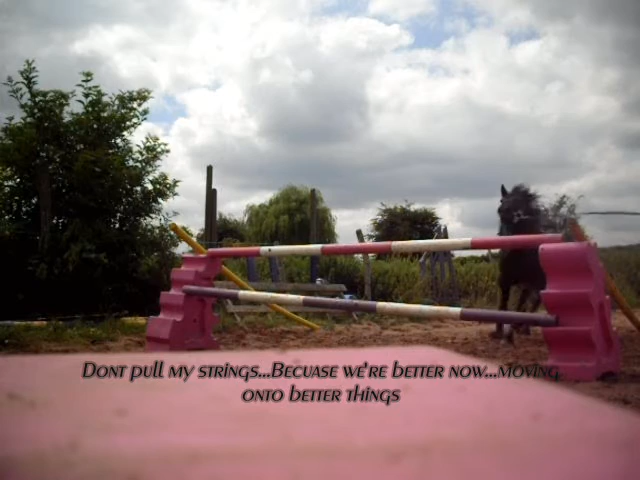 Dont pull my strings...Becuase we're better now...moving
onto better things